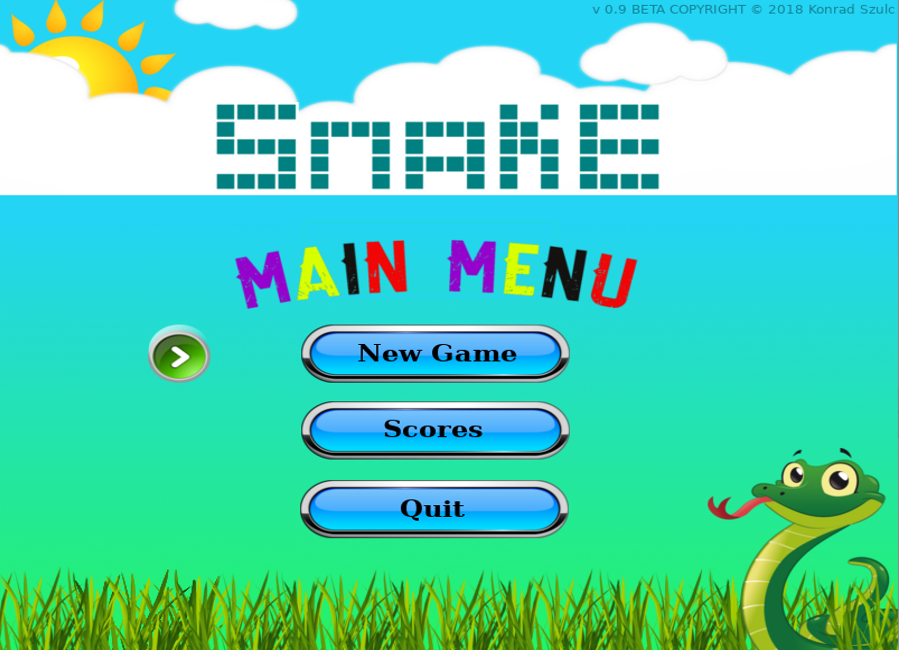 v 0.9 BETA COPYRIGHT © 2018 Konrad Szulc
SnaKE
MAIN MENU
New Game
Scores
Quit